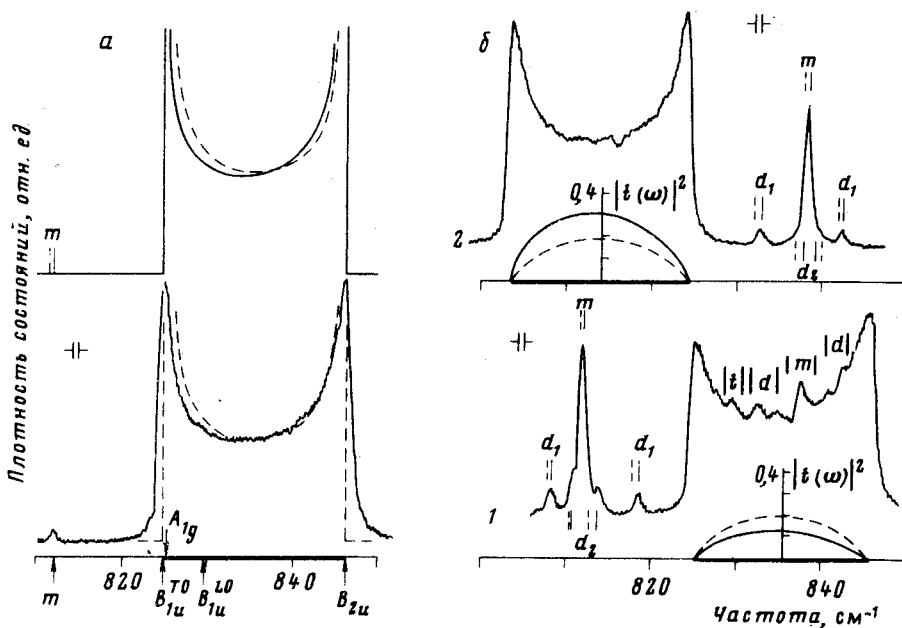 а
Плотность состояний, отн. ед
m
A₁g
820
840
m
B₁u^TO
B₁u^LO
B₂u
б
m
d₁
d₁
0,4 |t(ω)|²
2
d₂
820
840
m
d₁
d₁
|t| |d| |m| |d|
0,4 |t(ω)|²
1
d₂
820
840
Частота, см⁻¹